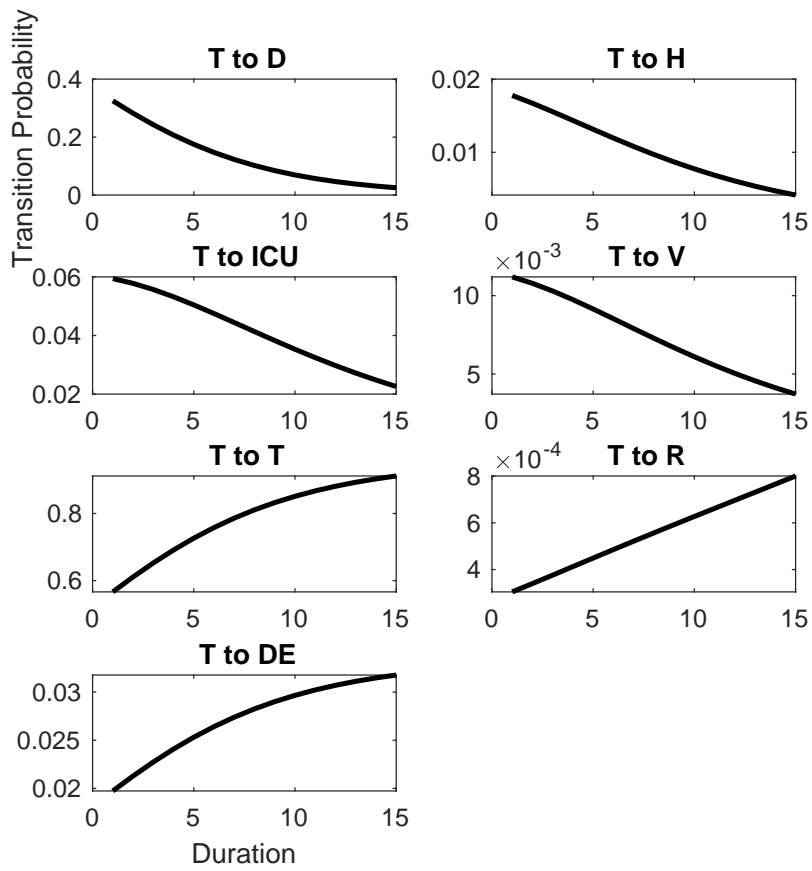 Transition Probability
T to D
0.4
0.2
0
0 5 10 15
T to H
0.02
0.01
0 5 10 15
T to ICU
0.06
0.04
0.02
0 5 10 15
T to V
×10-3
10
5
0 5 10 15
T to T
0.8
0.6
0 5 10 15
T to R
×10-4
8
6
4
0 5 10 15
T to DE
0.03
0.025
0.02
0 5 10 15
Duration